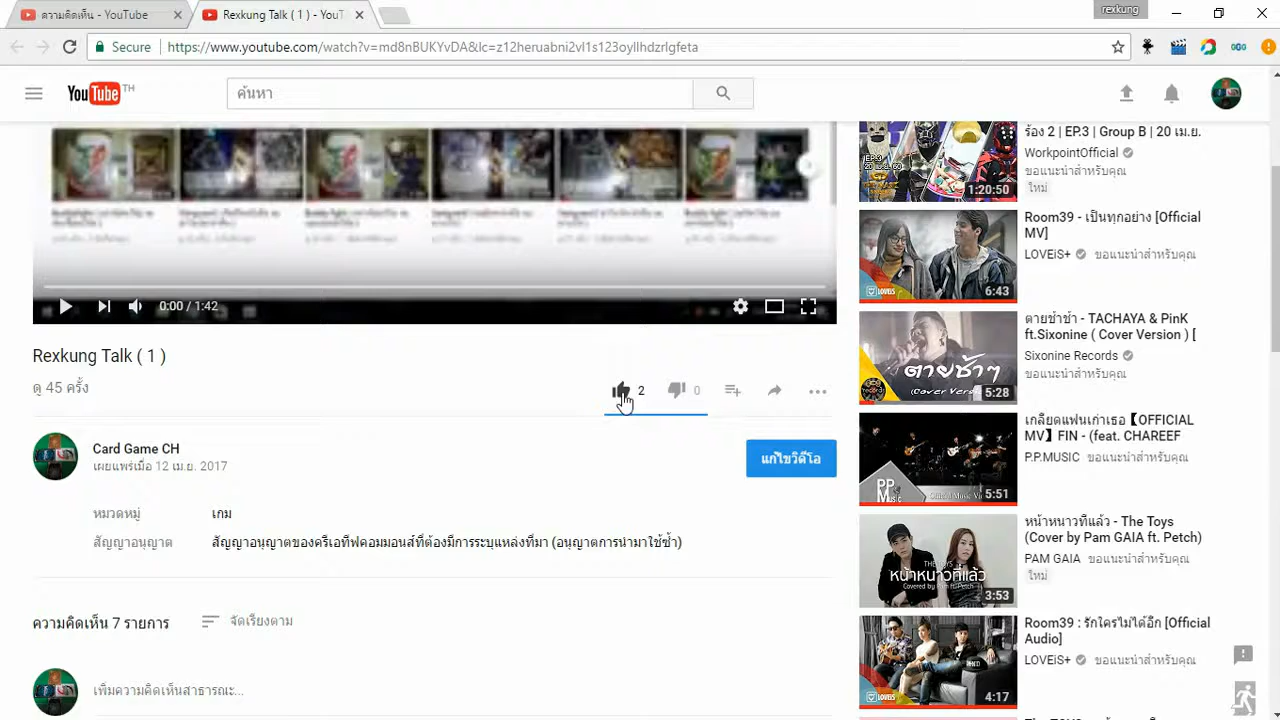 ความคิดเห็น - YouTube
Rexkung Talk ( 1 ) - YouT
rexkung
Secure
YouTube TH
ค้นหา
0:00 / 1:42
Rexkung Talk ( 1 )
ดู 45 ครั้ง
2
0
Card Game CH
เผยแพร่เมื่อ 12 เม.ย. 2017
แก้ไขวิดีโอ
หมวดหมู่
เกม
สัญญาอนุญาต
สัญญาอนุญาตของครีเอทีฟคอมมอนส์ที่ต้องมีการระบุแหล่งที่มา (อนุญาตการนำมาใช้ซ้ำ)
ความคิดเห็น 7 รายการ
จัดเรียงตาม
เพิ่มความคิดเห็นสาธารณะ...
ร้อง 2 | EP.3 | Group B | 20 เม.ย.
WorkpointOfficial
ขอแนะนำสำหรับคุณ
ใหม่
1:20:50
Room39 - เป็นทุกอย่าง [Official
MV]
LOVEiS+ ขอแนะนำสำหรับคุณ
6:43
ตายช้ำช้ำ - TACHAYA & PinK
ft.Sixonine ( Cover Version ) [
Sixonine Records
ขอแนะนำสำหรับคุณ
5:28
เกลียดแฟนเก่าเธอ【OFFICIAL
MV】FIN - (feat. CHAREEF
P.P.MUSIC ขอแนะนำสำหรับคุณ
5:51
หน้าหนาวที่แล้ว - The Toys
(Cover by Pam GAIA ft. Petch)
PAM GAIA ขอแนะนำสำหรับคุณ
ใหม่
หน้าหนาวที่แล้ว
3:53
Room39 : รักใครไม่ได้อีก [Official
Audio]
LOVEiS+ ขอแนะนำสำหรับคุณ
4:17